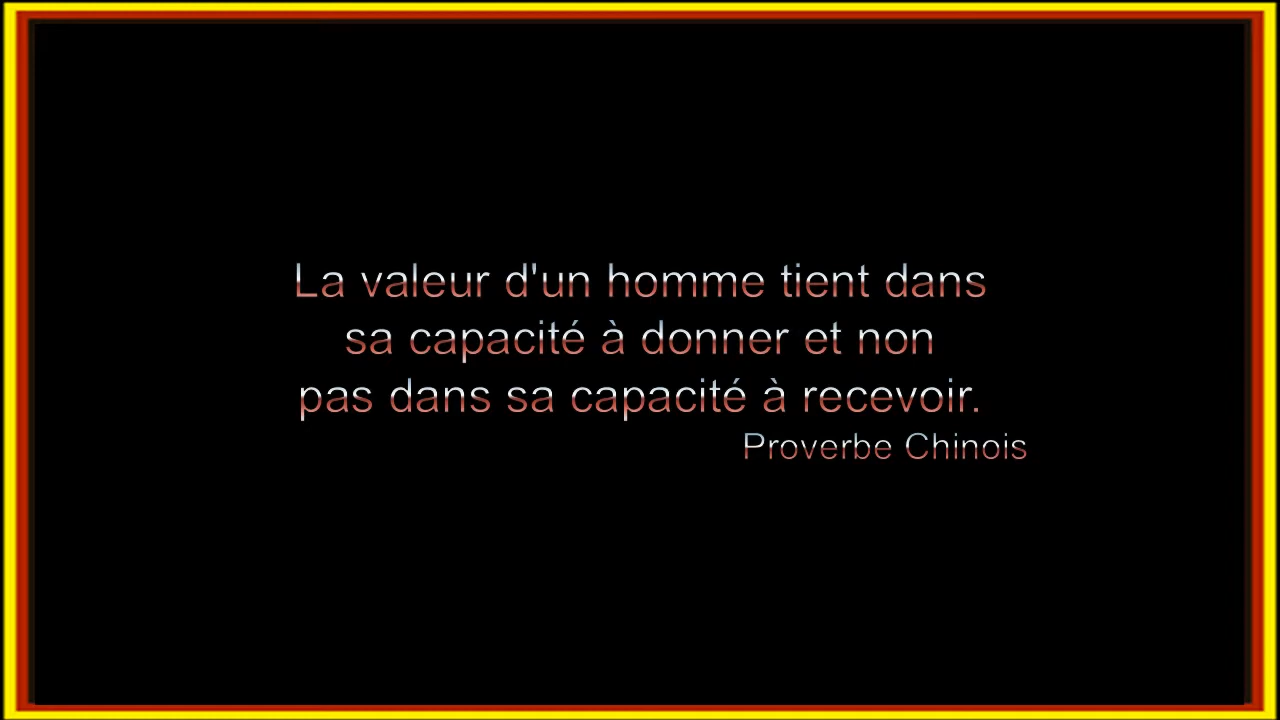 La valeur d'un homme tient dans
sa capacité à donner et non
pas dans sa capacité à recevoir.
Proverbe Chinois